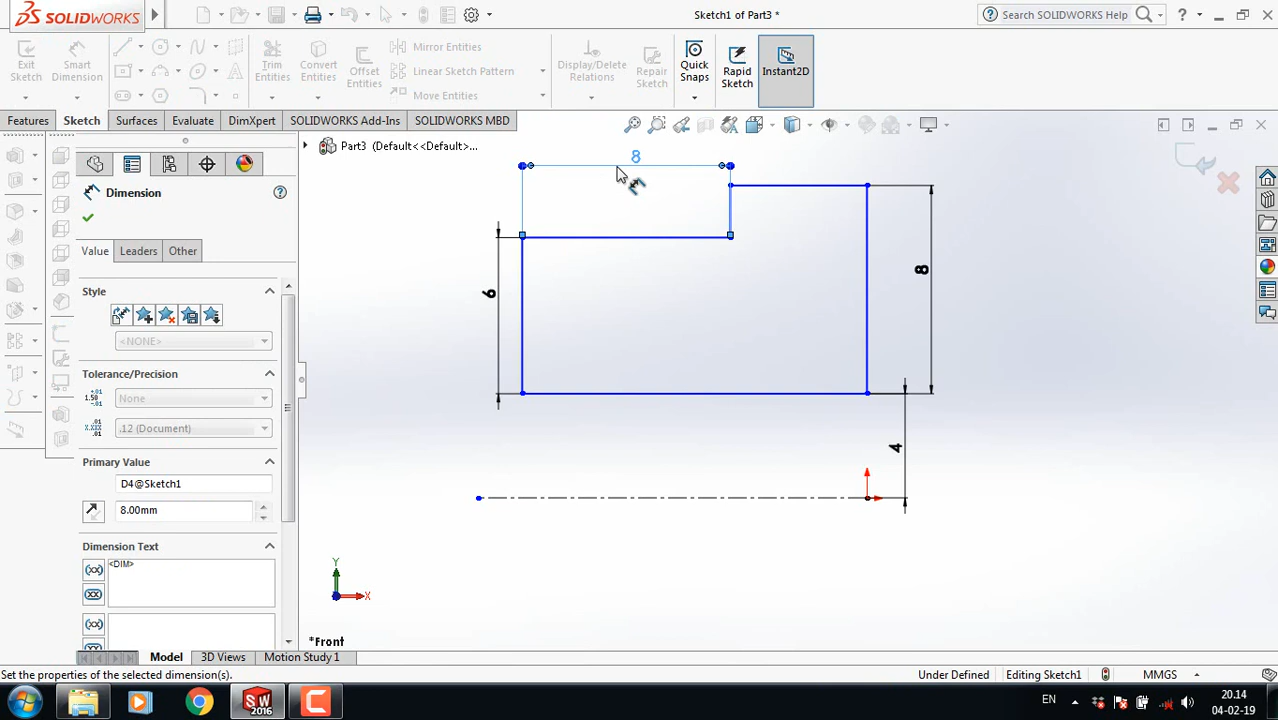 SOLIDWORKS
Sketch1 of Part3 *
Search SOLIDWORKS Help
Exit Sketch
Smart Dimension
Trim Entities
Convert Entities
Offset Entities
Mirror Entities
Linear Sketch Pattern
Move Entities
Display/Delete Relations
Repair Sketch
Quick Snaps
Rapid Sketch
Instant2D
Features
Sketch
Surfaces
Evaluate
DimXpert
SOLIDWORKS Add-Ins
SOLIDWORKS MBD
Part3 (Default<<Default>...
Dimension
Value
Leaders
Other
Style
<NONE>
Tolerance/Precision
None
.12 (Document)
Primary Value
D4@Sketch1
8.00mm
Dimension Text
<DIM>
8
6
8
4
Y
X
*Front
Model
3D Views
Motion Study 1
Set the properties of the selected dimension(s).
Under Defined
Editing Sketch1
MMGS
SW
2016
EN
20.14
04-02-19